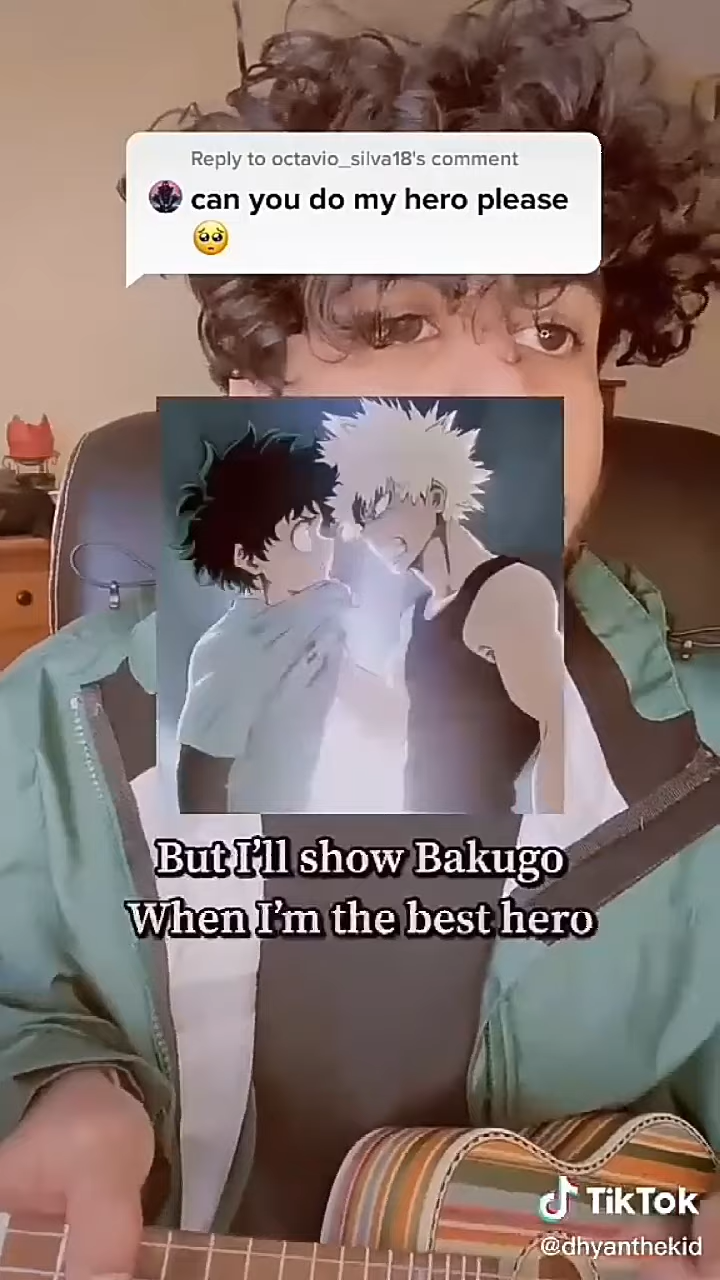 Reply to octavio_silva18's comment
can you do my hero please
🥺
But I'll show Bakugo
When I'm the best hero
TikTok
@dhyanthekid